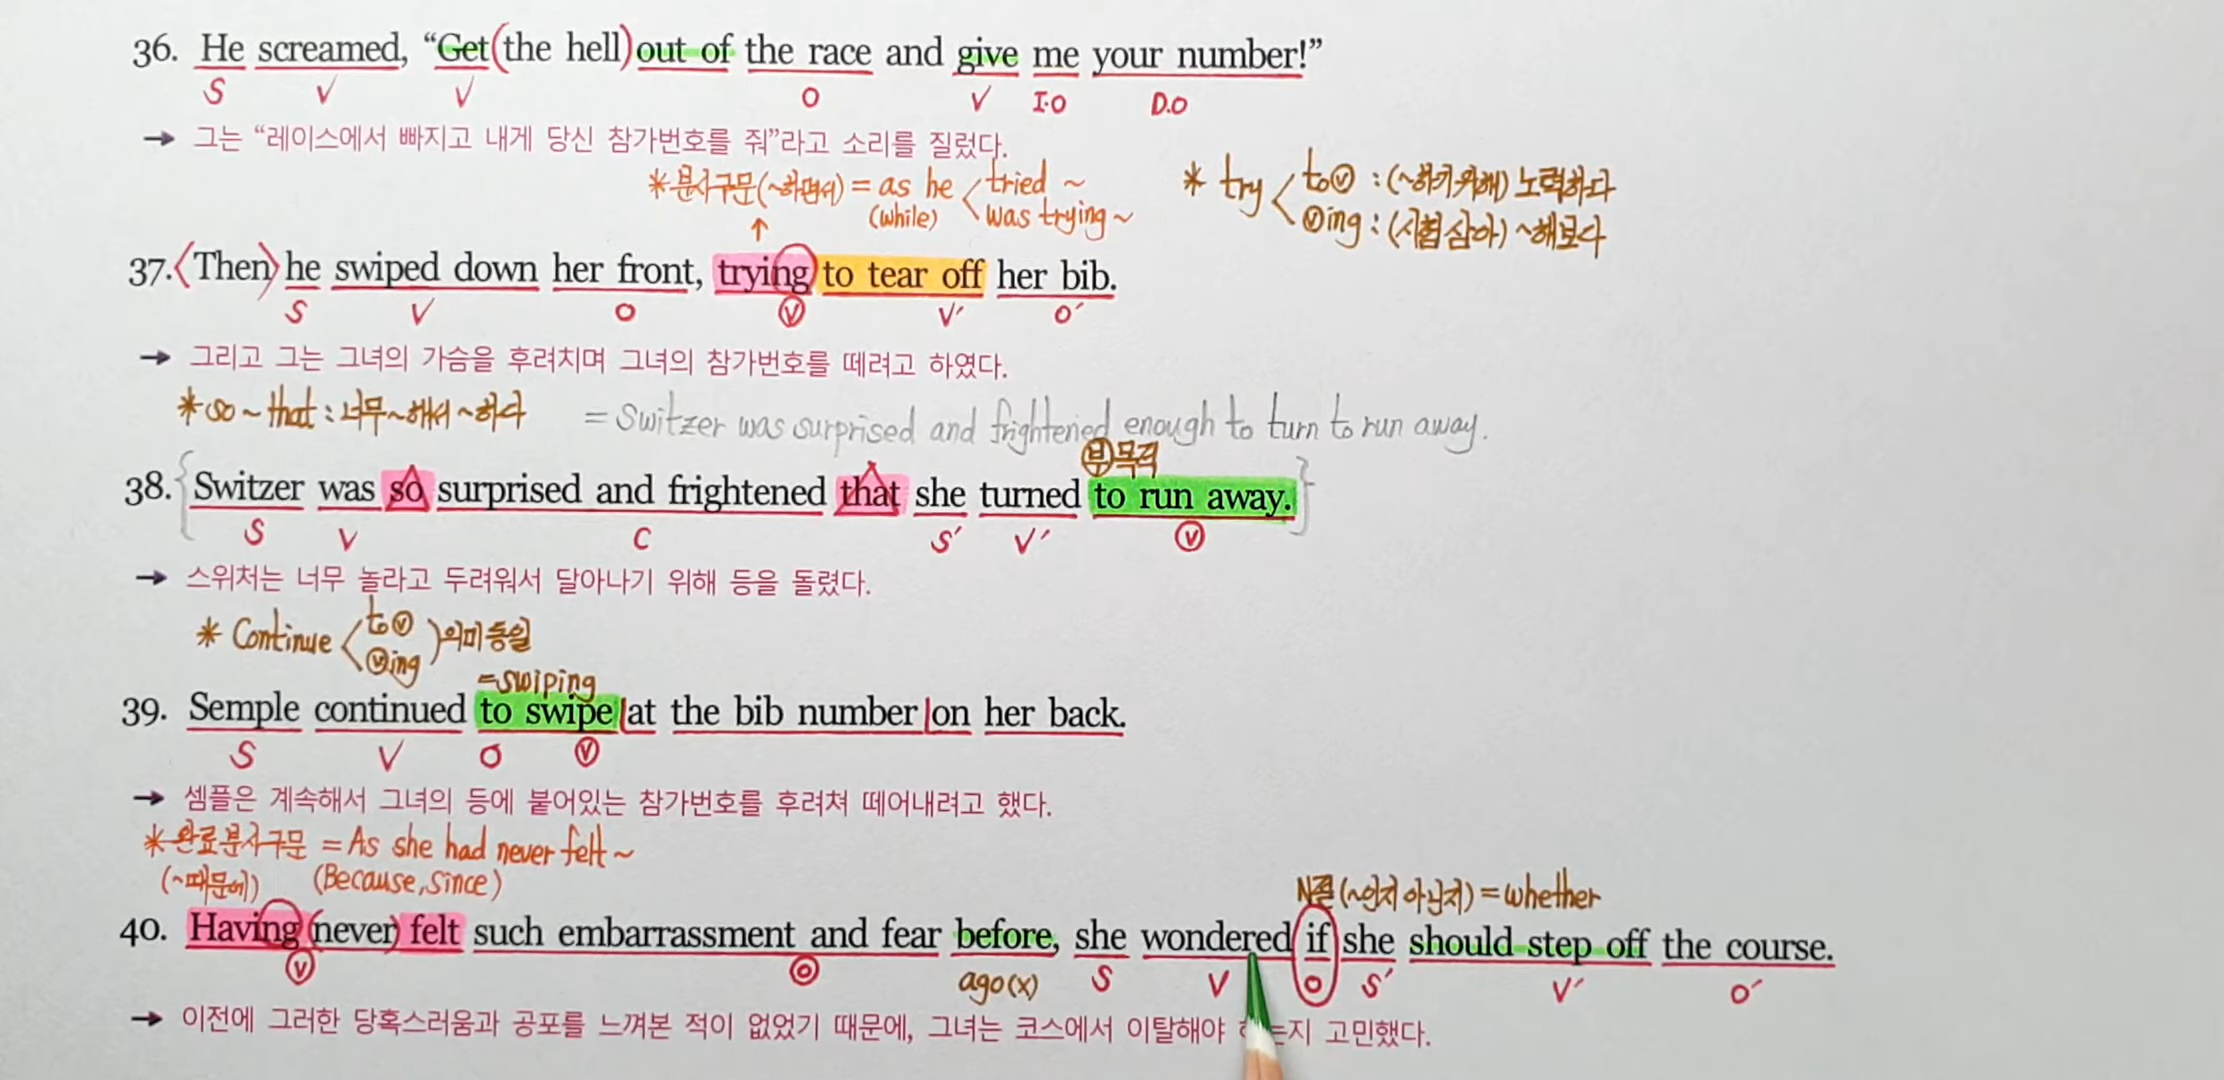 36. He screamed, “Get (the hell) out of the race and give me your number!”
S V V O V I.O D.O
→ 그는 “레이스에서 빠지고 내게 당신 참가번호를 줘”라고 소리를 질렀다.
*분사구문(~하면서) = as he < tried ~
(while) was trying ~
* try < to ⓥ : (~하기 위해) 노력하다
ⓥing : (시험 삼아) ~해보다
↑
37. <Then> he swiped down her front, trying to tear off her bib.
S V O ⓥ V′ O′
→ 그리고 그는 그녀의 가슴을 후려치며 그녀의 참가번호를 떼려고 하였다.
*so ~ that : 너무 ~해서 ~하다 = Switzer was surprised and frightened enough to turn to run away.
부 목적
38. {Switzer was so surprised and frightened that she turned to run away.}
S V C S′ V′ ⓥ
→ 스위처는 너무 놀라고 두려워서 달아나기 위해 등을 돌렸다.
* Continue < to ⓥ
ⓥing ) 의미 동일
=swiping
39. Semple continued to swipe / at the bib number / on her back.
S V O ⓥ
→ 셈플은 계속해서 그녀의 등에 붙어있는 참가번호를 후려쳐 떼어내려고 했다.
*완료분사구문 = As she had never felt ~
(~때문에) (Because, Since)
N절 (~인지 아닌지) = whether
40. Having (never) felt such embarrassment and fear before, she wondered if she should step off the course.
ⓥ O ago(x) S V O S′ V′ O′
→ 이전에 그러한 당혹스러움과 공포를 느껴본 적이 없었기 때문에, 그녀는 코스에서 이탈해야 는지 고민했다.